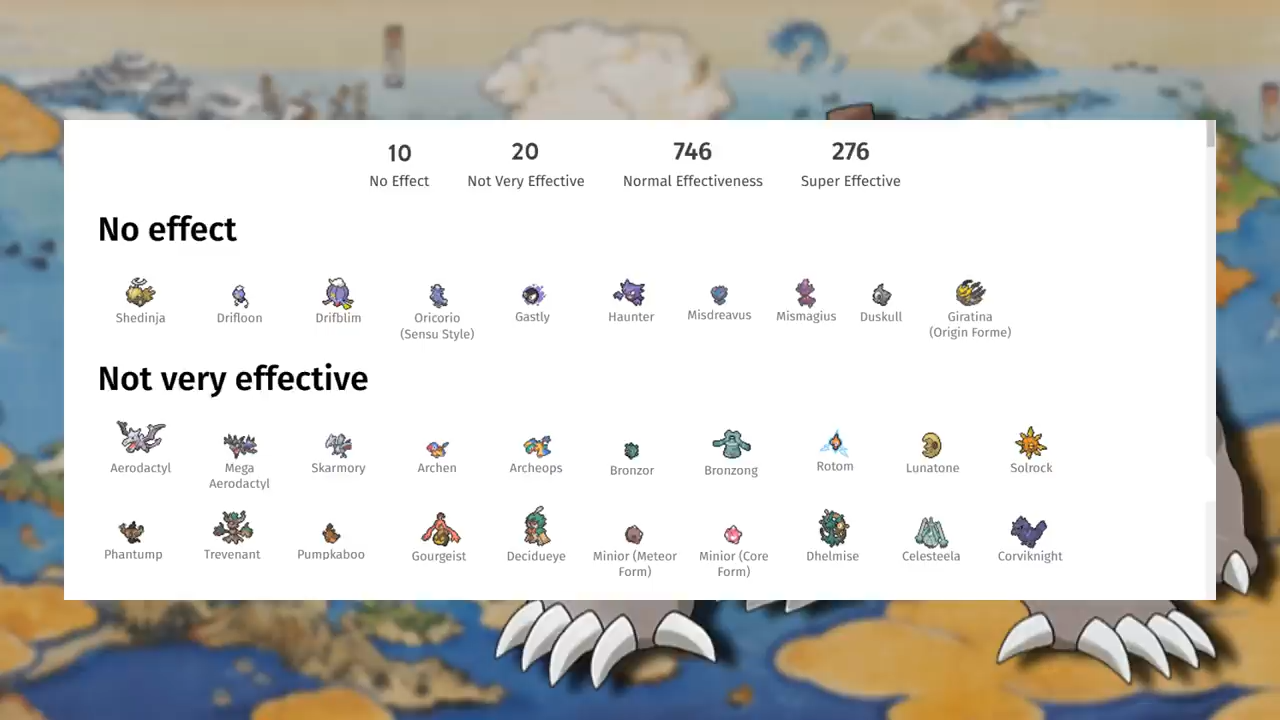 10 20 746 276
No Effect Not Very Effective Normal Effectiveness Super Effective
No effect
Shedinja Drifloon Drifblim Oricorio (Sensu Style) Gastly Haunter Misdreavus Mismagius Duskull Giratina (Origin Forme)
Not very effective
Aerodactyl Mega Aerodactyl Skarmory Archen Archeops Bronzor Bronzong Rotom Lunatone Solrock
Phantump Trevenant Pumpkaboo Gourgeist Decidueye Minior (Meteor Form) Minior (Core Form) Dhelmise Celesteela Corviknight